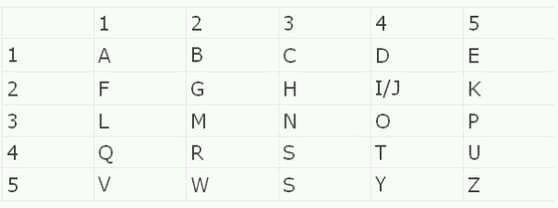 1 2 3 4 5
1 A B C D E
2 F G H I/J K
3 L M N O P
4 Q R S T U
5 V W S Y Z